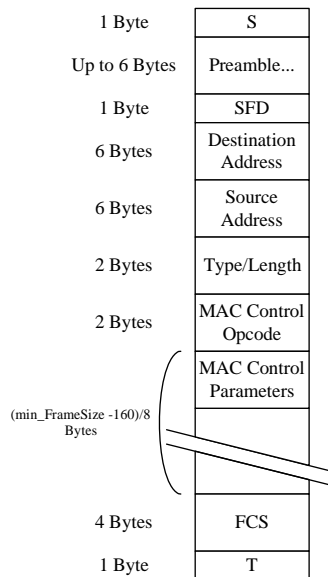 1 Byte S
Up to 6 Bytes Preamble...
1 Byte SFD
6 Bytes Destination
Address
6 Bytes Source
Address
2 Bytes Type/Length
2 Bytes MAC Control
Opcode
MAC Control
Parameters
(min_FrameSize -160)/8
Bytes
4 Bytes FCS
1 Byte T